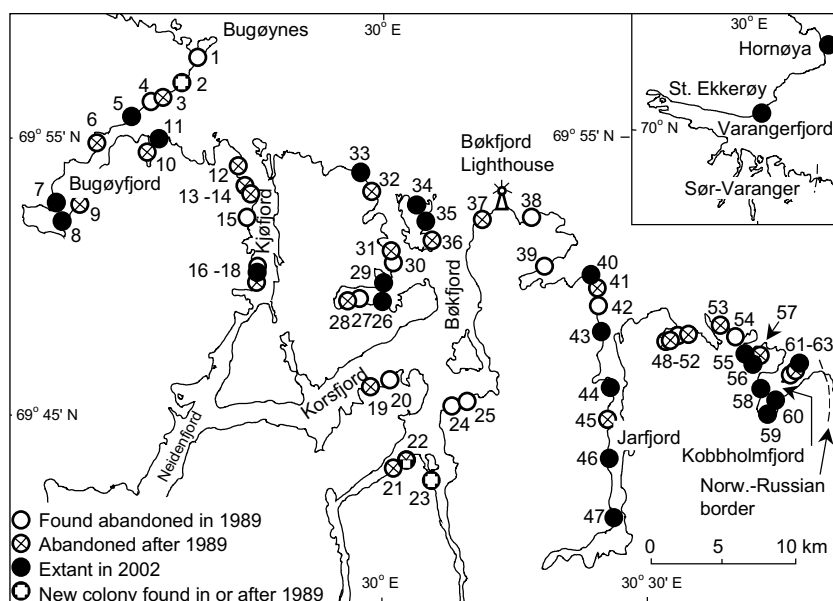 Bugøynes
30° E
30° E
Hornøya
St. Ekkerøy
70° N
Varangerfjord
Sør-Varanger
1
2
3
4
5
6
69° 55' N
11
10
7
Bugøyfjord
9
8
12
13 -14
15
Kjøfjord
16 -18
33
32
34
35
36
31
30
29
28
27
26
Bøkfjord
Lighthouse
37
38
69° 55'
39
40
41
42
43
Bøkfjord
53
54
57
48-52
55
56
61-63
58
60
59
44
45
46
47
Jarfjord
Kobbholmfjord
Norw.-Russian
border
Korsfjord
19
20
24
25
69° 45'
Neidenfjord
22
21
23
Found abandoned in 1989
Abandoned after 1989
Extant in 2002
New colony found in or after 1989
0 5 10 km
30° E
30° 30' E